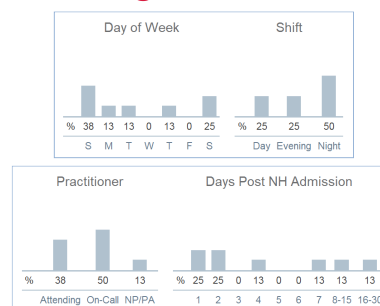 Day of Week
% 38 13 13 0 13 0 25
S M T W T F S
Shift
% 25 25 50
Day Evening Night
Practitioner
% 38 50 13
Attending On-Call NP/PA
Days Post NH Admission
% 25 25 0 13 0 0 13 13 13
1 2 3 4 5 6 7 8-15 16-30